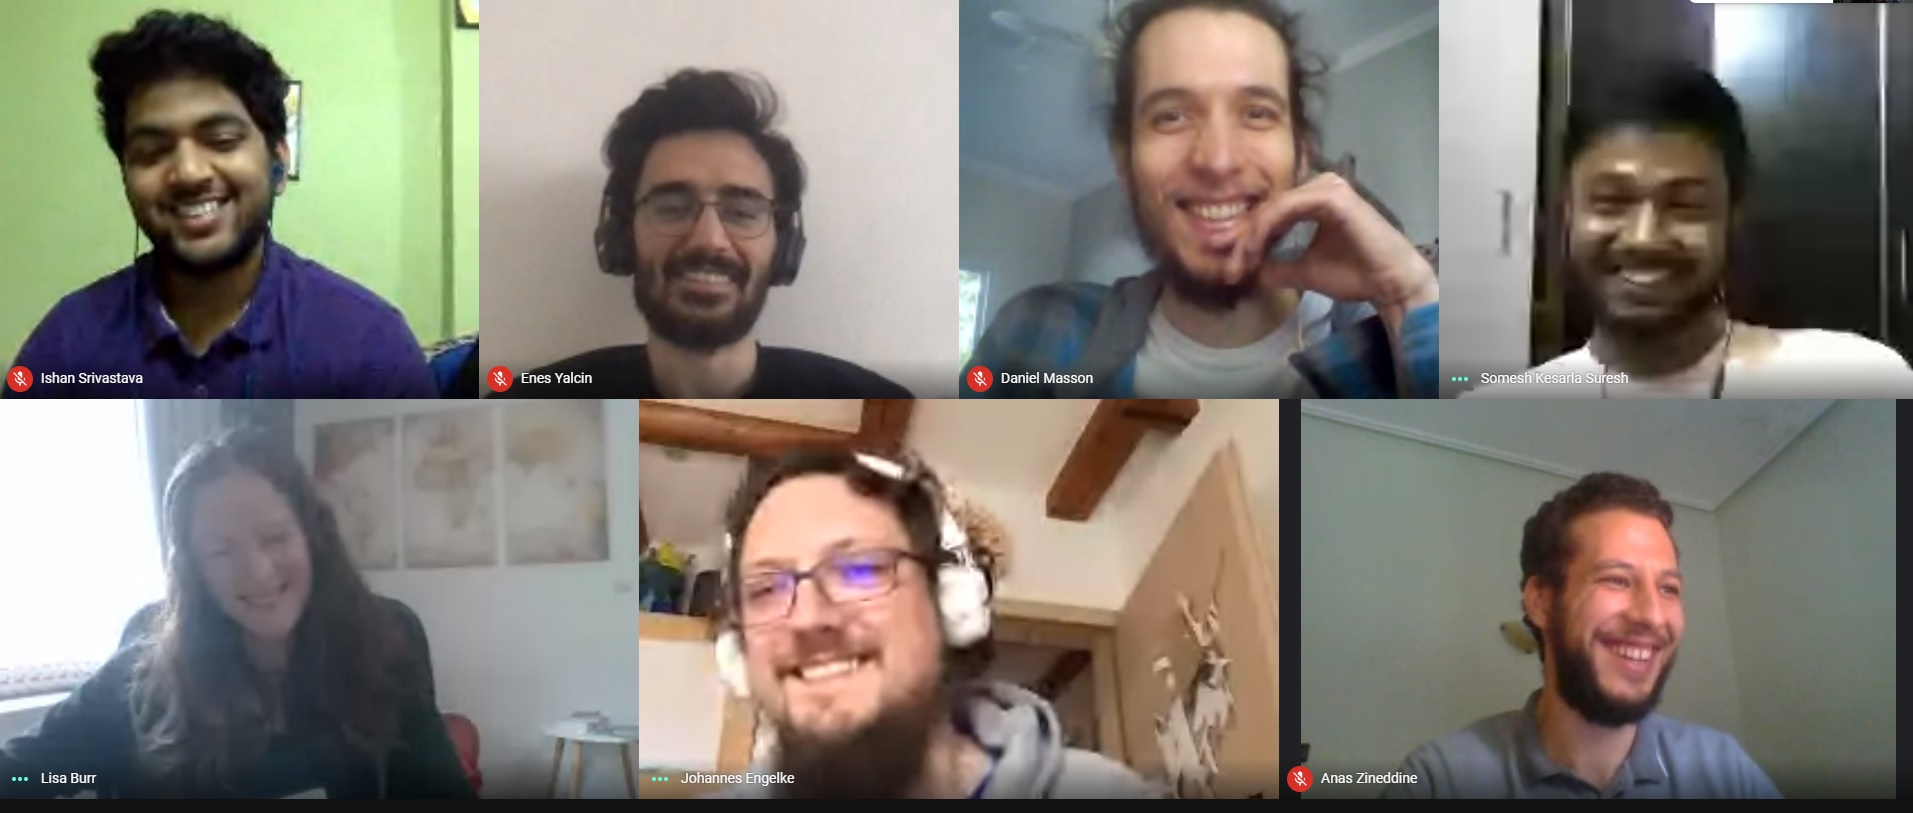 Ishan Srivastava
Enes Yalcin
Daniel Masson
Somesh Kesarla Suresh
Lisa Burr
Johannes Engelke
Anas Zineddine